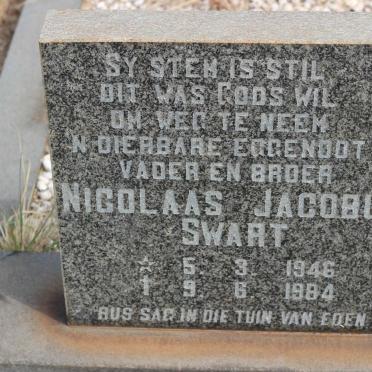 SY STEM IS STIL
DIT WAS GODS WIL
OM WEG TE NEEM
'N DIERBARE EGGENOOT
VADER EN BROER
NICOLAAS JACOBU
SWART
* 5. 3. 1946
† 9. 6. 1984
RUS SAG IN DIE TUIN VAN EDEN